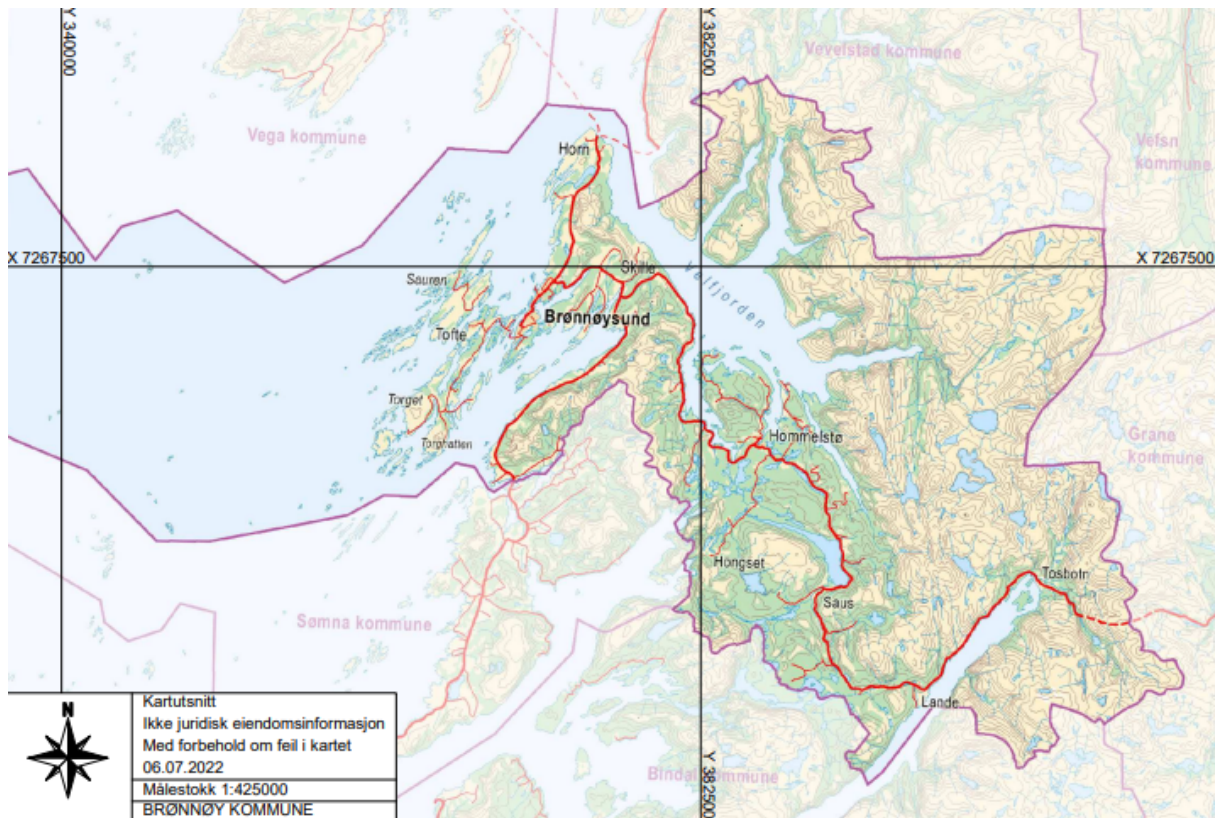 Y 340000
Y 382500
Vevelstad kommune
Vega kommune
Vefsn
kommune
Horn
X 7267500
X 7267500
Skille
Velfjorden
Sauren
Brønnøysund
Tofte
Torget
Torghatten
Hommelstø
Grane
kommune
Hongset
Tosbotn
Saus
Sømna kommune
Lande
Bindal kommune
Y 382500
N
Kartutsnitt
Ikke juridisk eiendomsinformasjon
Med forbehold om feil i kartet
06.07.2022
Målestokk 1:425000
BRØNNØY KOMMUNE